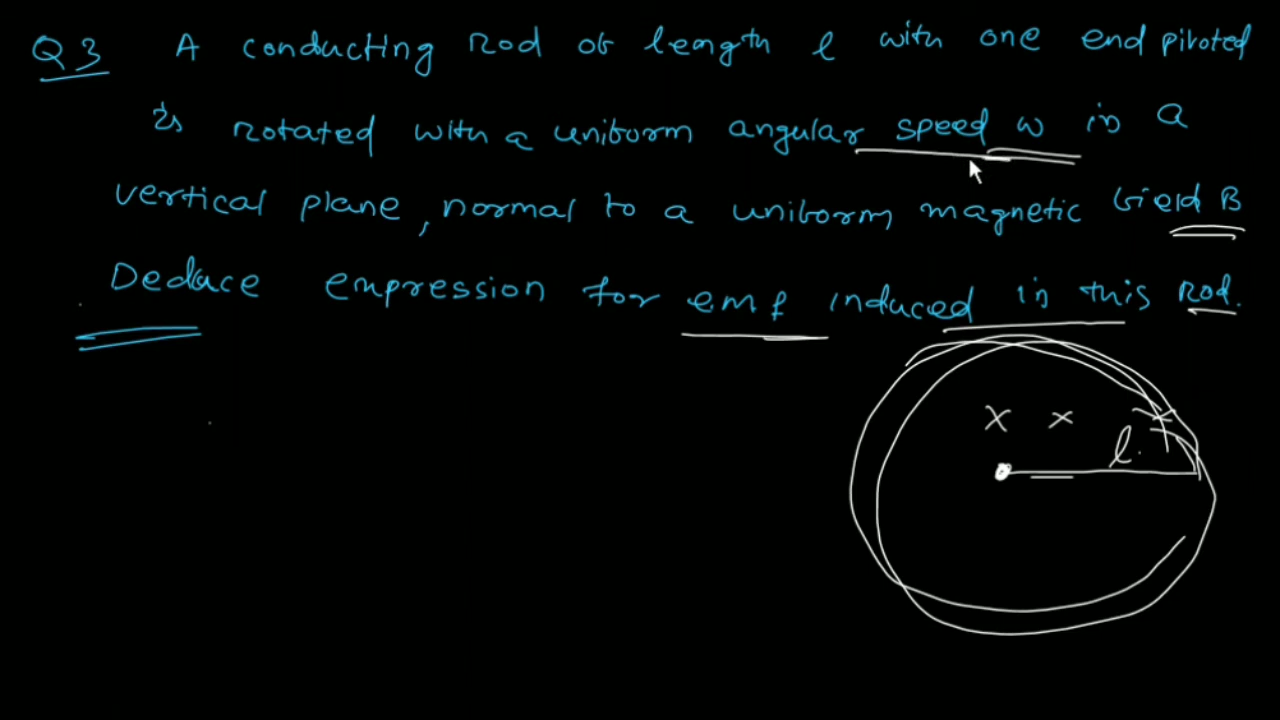 Q3 A conducting Rod of length l with one end pivoted
is rotated with a uniform angular speed ω in a
vertical plane, normal to a uniform magnetic field B
Deduce expression for emf induced in this Rod.
x x x
l.